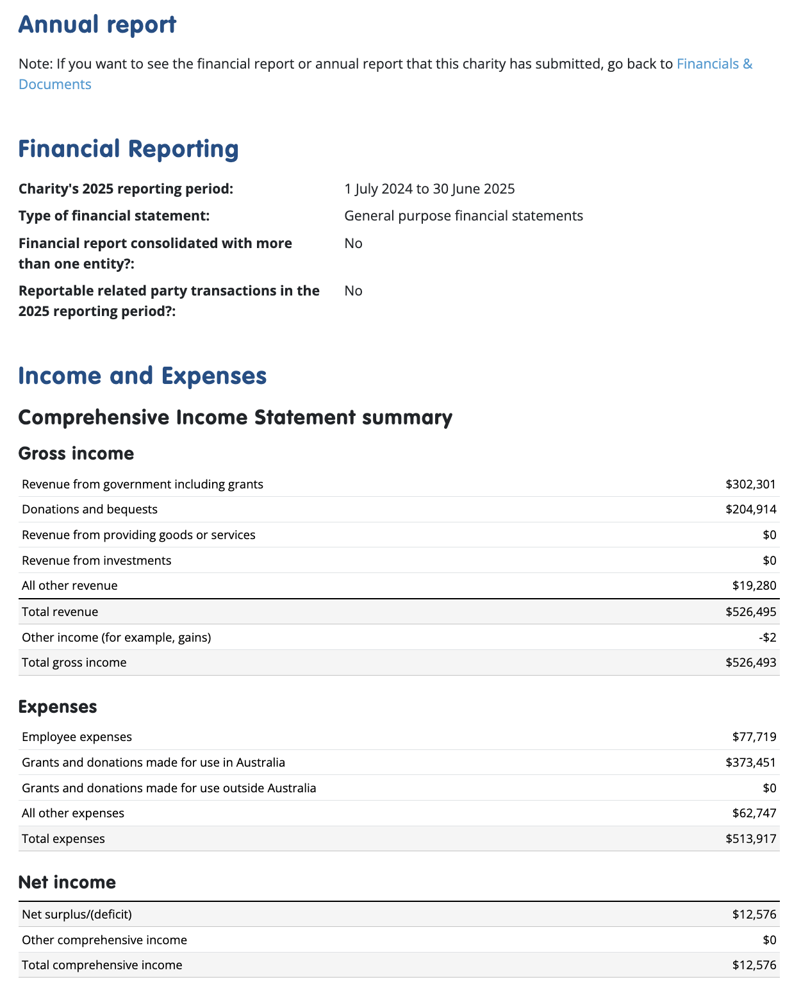 Annual report
Note: If you want to see the financial report or annual report that this charity has submitted, go back to Financials &
Documents
Financial Reporting
Charity's 2025 reporting period: 1 July 2024 to 30 June 2025
Type of financial statement: General purpose financial statements
Financial report consolidated with more No
than one entity?:
Reportable related party transactions in the No
2025 reporting period?:
Income and Expenses
Comprehensive Income Statement summary
Gross income
Revenue from government including grants $302,301
Donations and bequests $204,914
Revenue from providing goods or services $0
Revenue from investments $0
All other revenue $19,280
Total revenue $526,495
Other income (for example, gains) -$2
Total gross income $526,493
Expenses
Employee expenses $77,719
Grants and donations made for use in Australia $373,451
Grants and donations made for use outside Australia $0
All other expenses $62,747
Total expenses $513,917
Net income
Net surplus/(deficit) $12,576
Other comprehensive income $0
Total comprehensive income $12,576